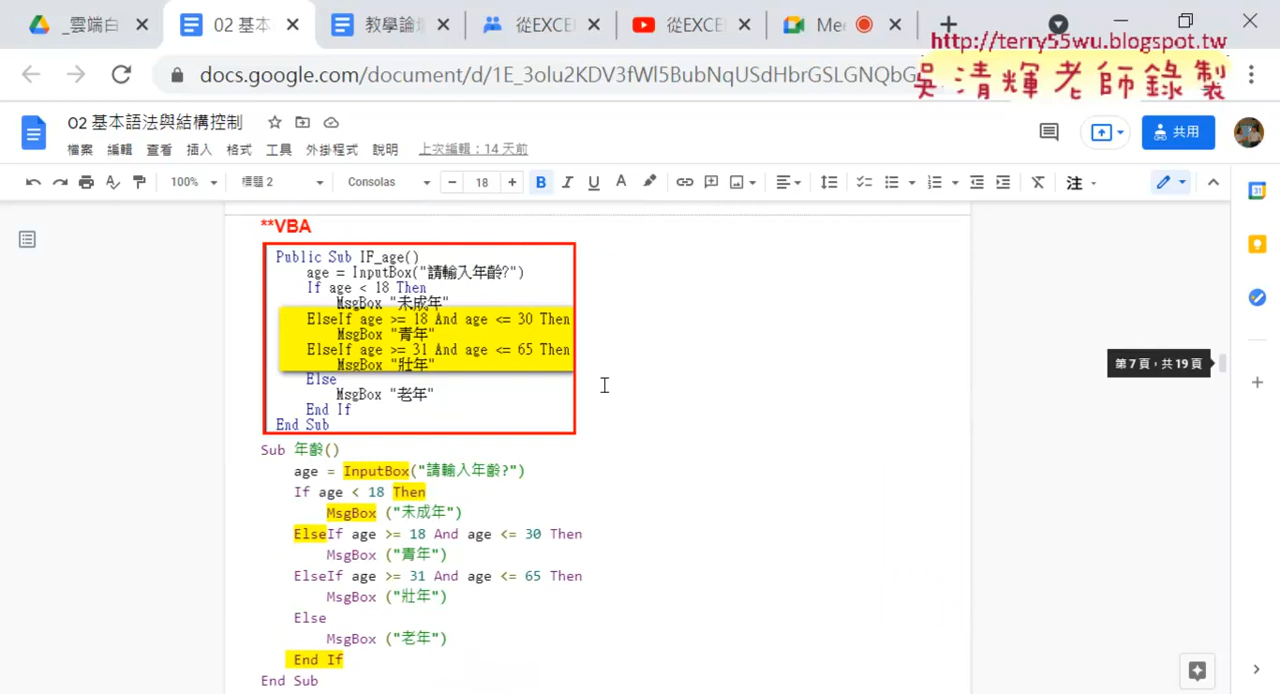 _雲端白
02 基本
教學論
從EXCE
從EXCE
Me
http://terry55wu.blogspot.tw
docs.google.com/document/d/1E_3olu2KDV3fWl5BubNqUSdHbrGSLGNQbG
吳清輝老師錄製
02 基本語法與結構控制
共用
檔案 編輯 查看 插入 格式 工具 外掛程式 說明 上次編輯:14 天前
100% 標題 2 Consolas 18 B I U A 注
**VBA
Public Sub IF_age()
age = InputBox("請輸入年齡?")
If age < 18 Then
MsgBox "未成年"
ElseIf age >= 18 And age <= 30 Then
MsgBox "青年"
ElseIf age >= 31 And age <= 65 Then
MsgBox "壯年"
Else
MsgBox "老年"
End If
End Sub
第 7 頁,共 19 頁
Sub 年齡()
age = InputBox("請輸入年齡?")
If age < 18 Then
MsgBox ("未成年")
ElseIf age >= 18 And age <= 30 Then
MsgBox ("青年")
ElseIf age >= 31 And age <= 65 Then
MsgBox ("壯年")
Else
MsgBox ("老年")
End If
End Sub